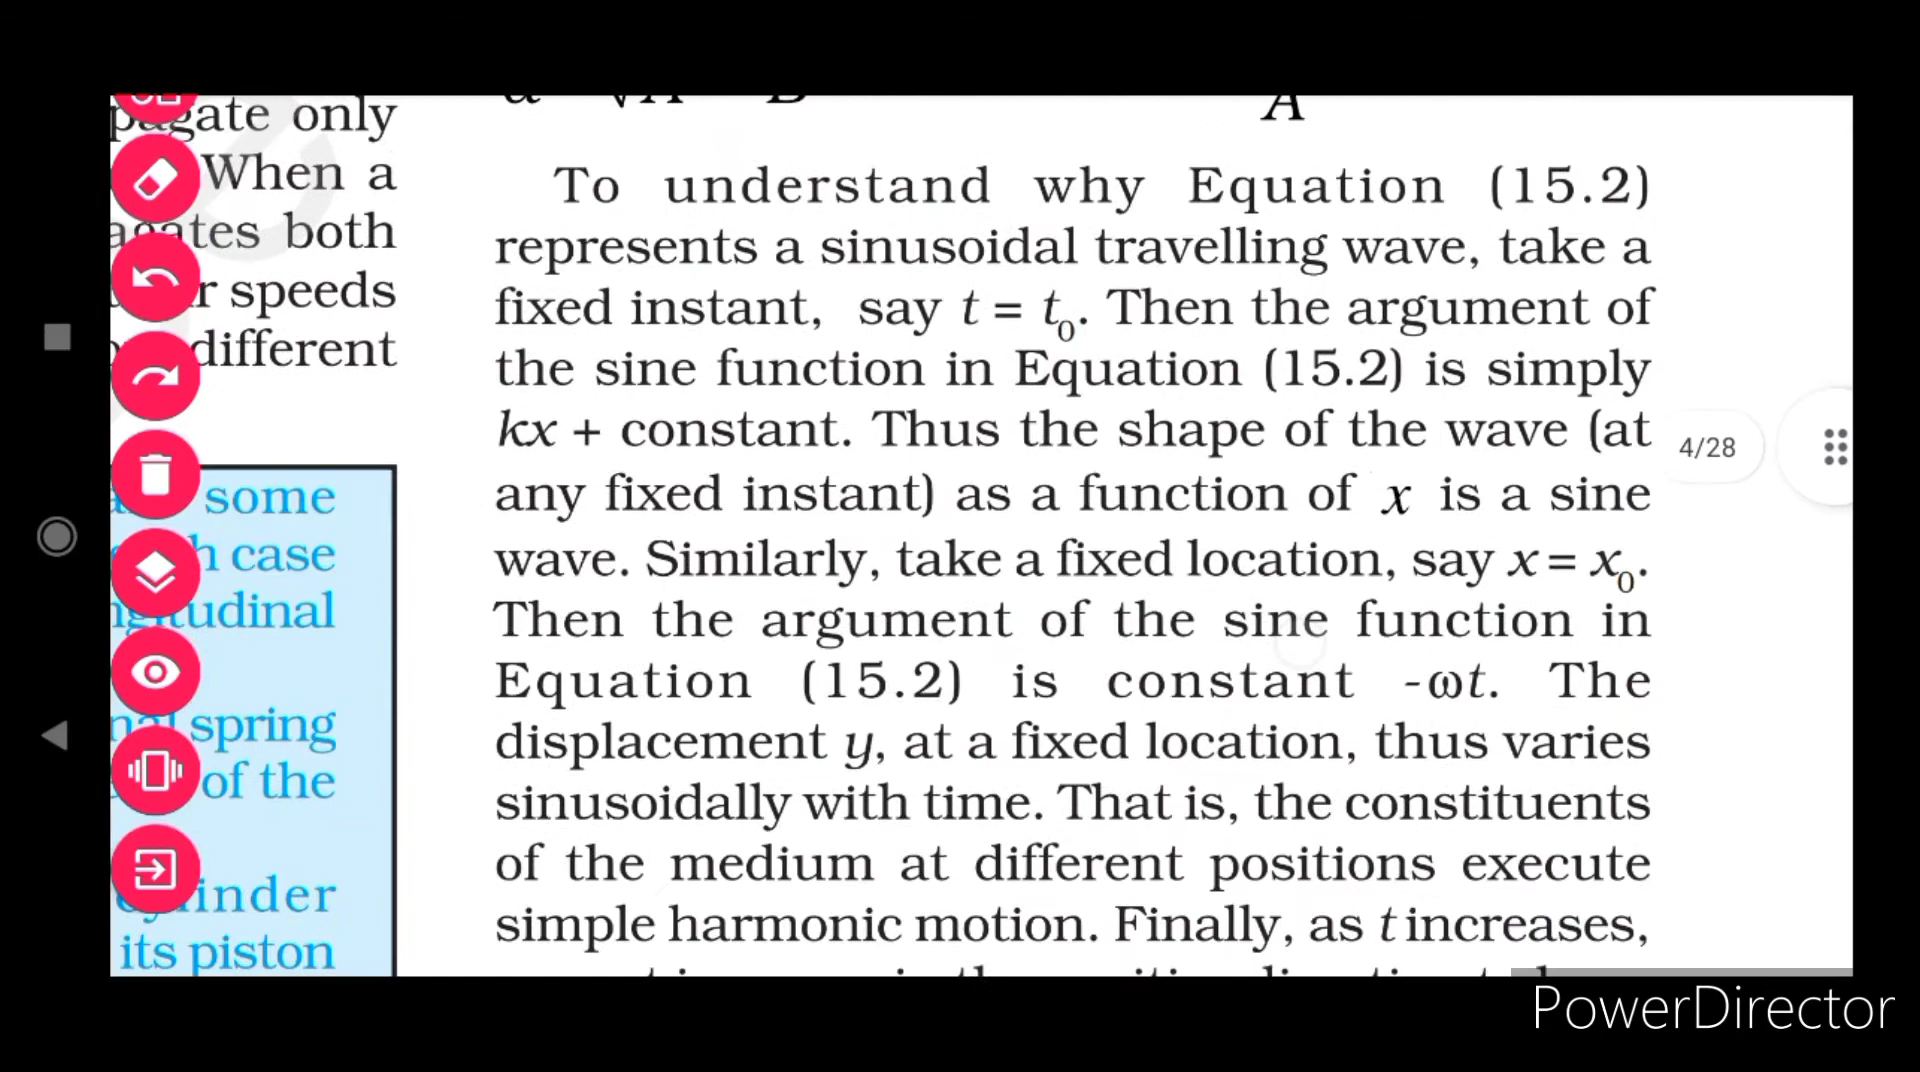 pagate only
When a
agates both
r speeds
different
some
h case
ngitudinal
spring
of the
cylinder
its piston
A
To understand why Equation (15.2)
represents a sinusoidal travelling wave, take a
fixed instant, say t = t₀. Then the argument of
the sine function in Equation (15.2) is simply
kx + constant. Thus the shape of the wave (at
any fixed instant) as a function of x is a sine
wave. Similarly, take a fixed location, say x = x₀.
Then the argument of the sine function in
Equation (15.2) is constant -ωt. The
displacement y, at a fixed location, thus varies
sinusoidally with time. That is, the constituents
of the medium at different positions execute
simple harmonic motion. Finally, as t increases,
4/28
PowerDirector